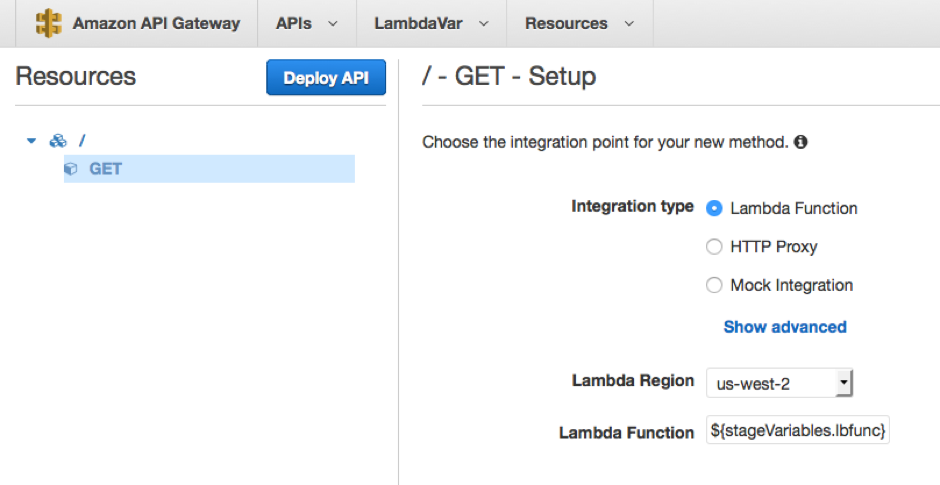 Amazon API Gateway APIs LambdaVar Resources
Resources Deploy API
/
GET
/ - GET - Setup
Choose the integration point for your new method.
Integration type Lambda Function
HTTP Proxy
Mock Integration
Show advanced
Lambda Region us-west-2
Lambda Function ${stageVariables.lbfunc}